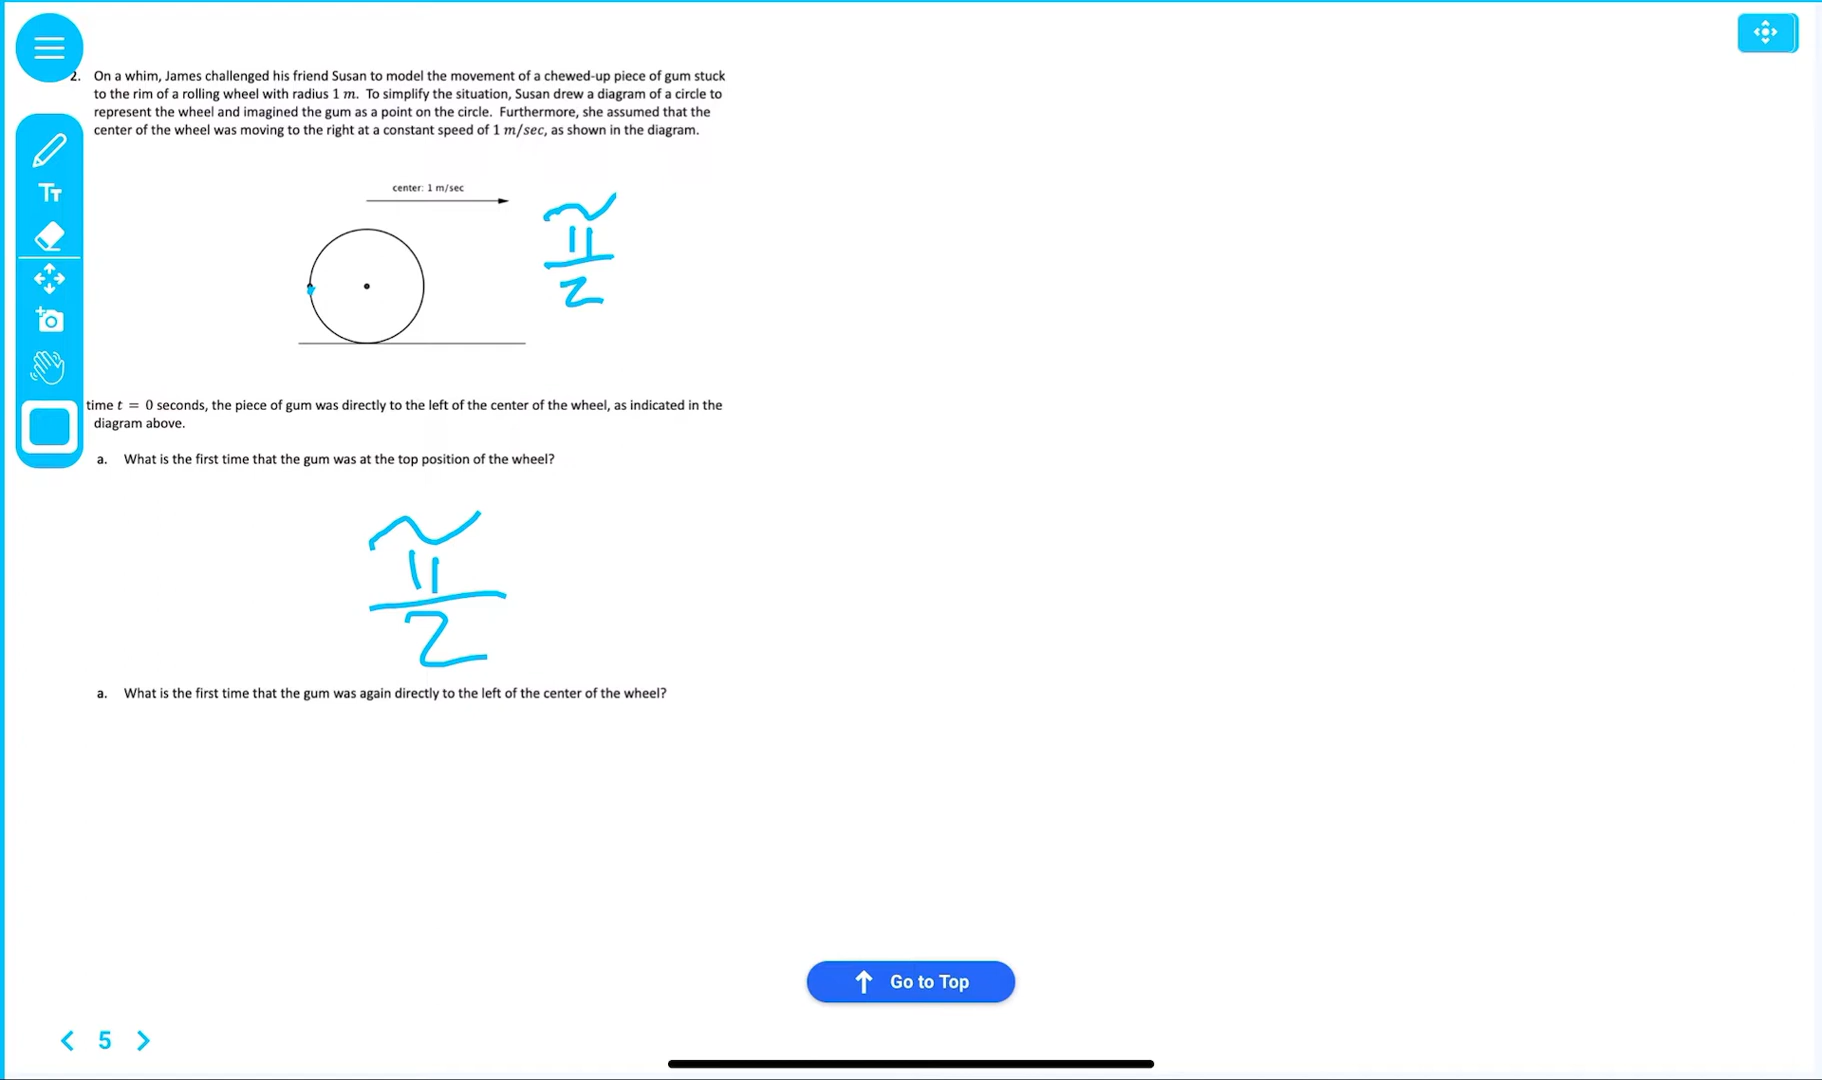 2. On a whim, James challenged his friend Susan to model the movement of a chewed-up piece of gum stuck
to the rim of a rolling wheel with radius 1 m. To simplify the situation, Susan drew a diagram of a circle to
represent the wheel and imagined the gum as a point on the circle. Furthermore, she assumed that the
center of the wheel was moving to the right at a constant speed of 1 m/sec, as shown in the diagram.
center: 1 m/sec
π
2
time t = 0 seconds, the piece of gum was directly to the left of the center of the wheel, as indicated in the
diagram above.
a. What is the first time that the gum was at the top position of the wheel?
π
2
a. What is the first time that the gum was again directly to the left of the center of the wheel?
Go to Top
5
TT